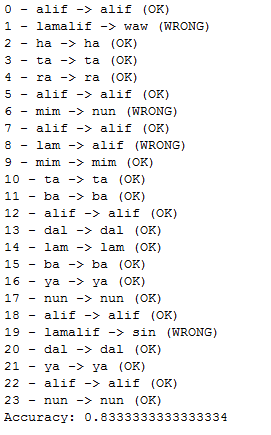 0 - alif -> alif (OK)
1 - lamalif -> waw (WRONG)
2 - ha -> ha (OK)
3 - ta -> ta (OK)
4 - ra -> ra (OK)
5 - alif -> alif (OK)
6 - mim -> nun (WRONG)
7 - alif -> alif (OK)
8 - lam -> alif (WRONG)
9 - mim -> mim (OK)
10 - ta -> ta (OK)
11 - ba -> ba (OK)
12 - alif -> alif (OK)
13 - dal -> dal (OK)
14 - lam -> lam (OK)
15 - ba -> ba (OK)
16 - ya -> ya (OK)
17 - nun -> nun (OK)
18 - alif -> alif (OK)
19 - lamalif -> sin (WRONG)
20 - dal -> dal (OK)
21 - ya -> ya (OK)
22 - alif -> alif (OK)
23 - nun -> nun (OK)
Accuracy: 0.8333333333333334